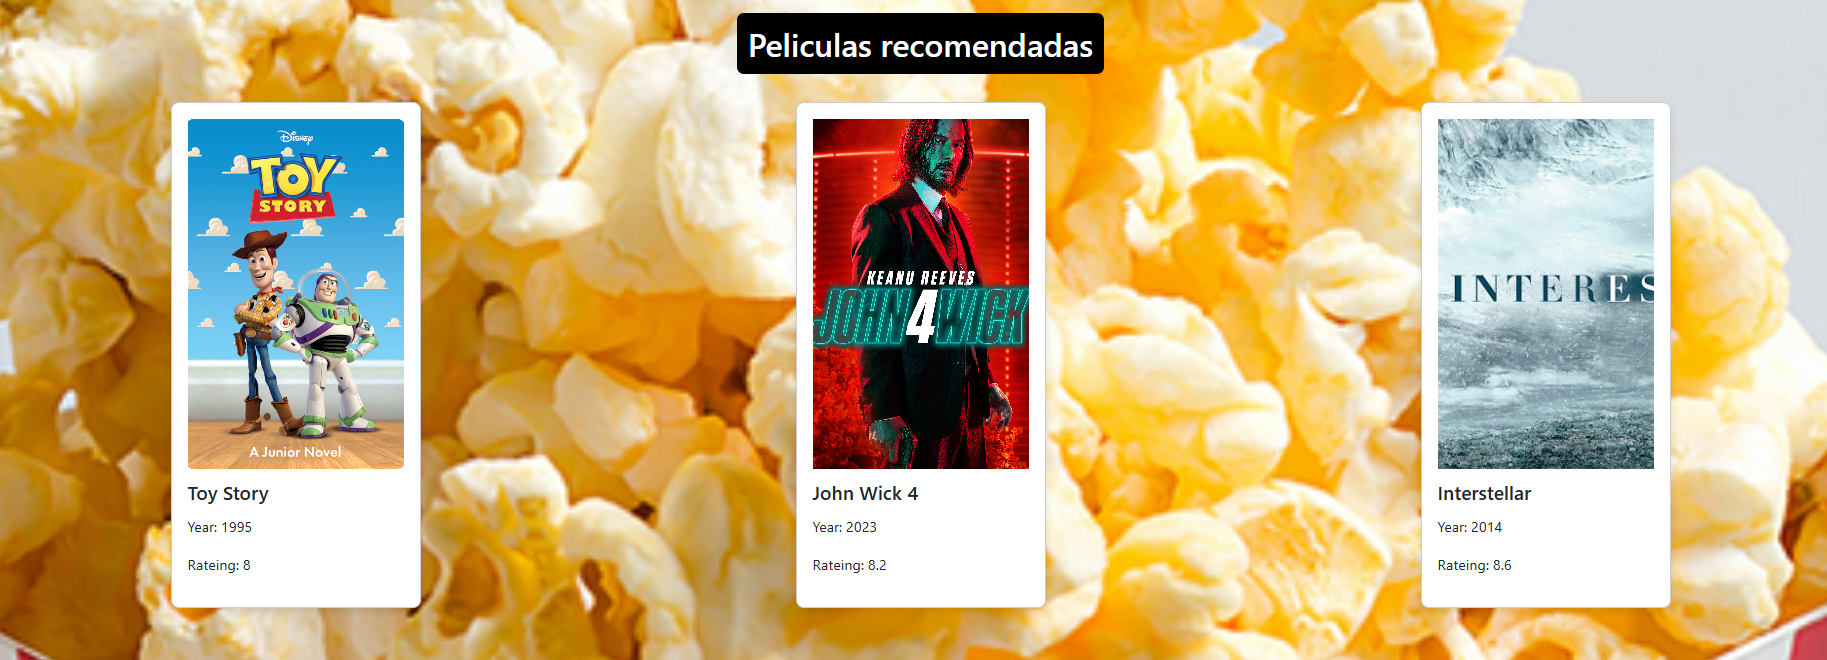 Peliculas recomendadas
Disney
TOY
STORY
A Junior Novel
Toy Story
Year: 1995
Rateing: 8
KEANU REEVES
JOHN 4 WICK
John Wick 4
Year: 2023
Rateing: 8.2
INTERES
Interstellar
Year: 2014
Rateing: 8.6